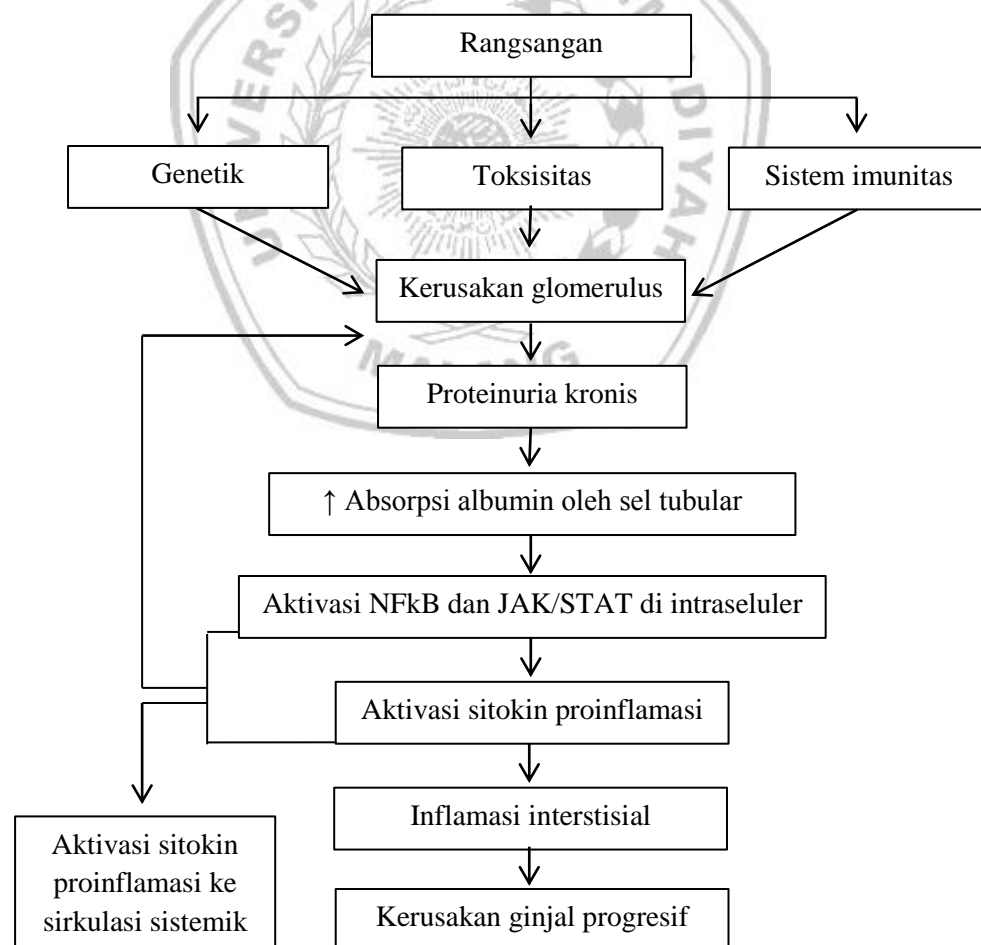 Rangsangan
Genetik
Toksisitas
Sistem imunitas
Kerusakan glomerulus
Proteinuria kronis
↑ Absorpsi albumin oleh sel tubular
Aktivasi NFkB dan JAK/STAT di intraseluler
Aktivasi sitokin proinflamasi
Inflamasi interstisial
Aktivasi sitokin
proinflamasi ke
sirkulasi sistemik
Kerusakan ginjal progresif